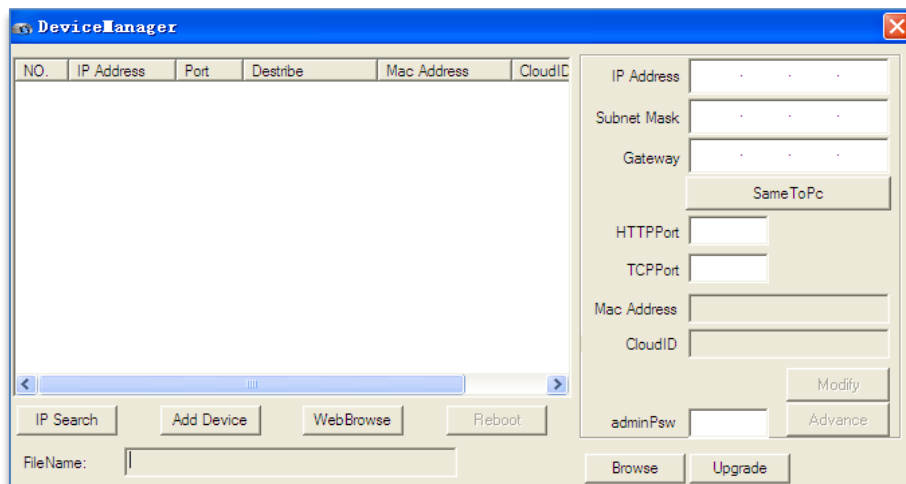 DeviceManager
NO. IP Address Port Destribe Mac Address CloudID
IP Address
Subnet Mask
Gateway
SameToPc
HTTPPort
TCPPort
Mac Address
CloudID
Modify
IP Search Add Device WebBrowse Reboot adminPsw Advance
FileName: Browse Upgrade